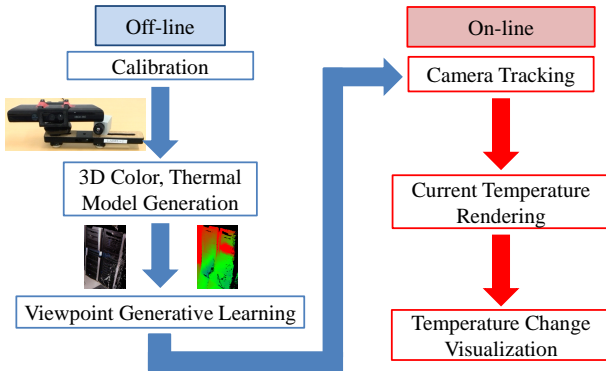 Off-line
Calibration
3D Color, Thermal
Model Generation
Viewpoint Generative Learning
On-line
Camera Tracking
Current Temperature
Rendering
Temperature Change
Visualization